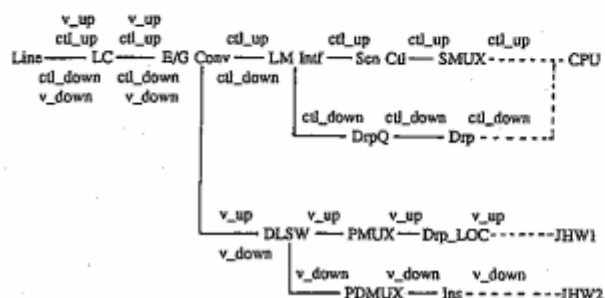 v_up v_up
ctl_up ctl_up ctl_up ctl_up ctl_up ctl_up
Line LC E/G Conv LM Intf Scn Ctl SMUX CPU
ctl_down ctl_down ctl_down
v_down v_down
ctl_down ctl_down ctl_down
DrpQ Drp
v_up v_up v_up v_up
DLSW PMUX Drp_LOC JHW1
v_down
v_down v_down v_down
PDMUX Ins JHW2